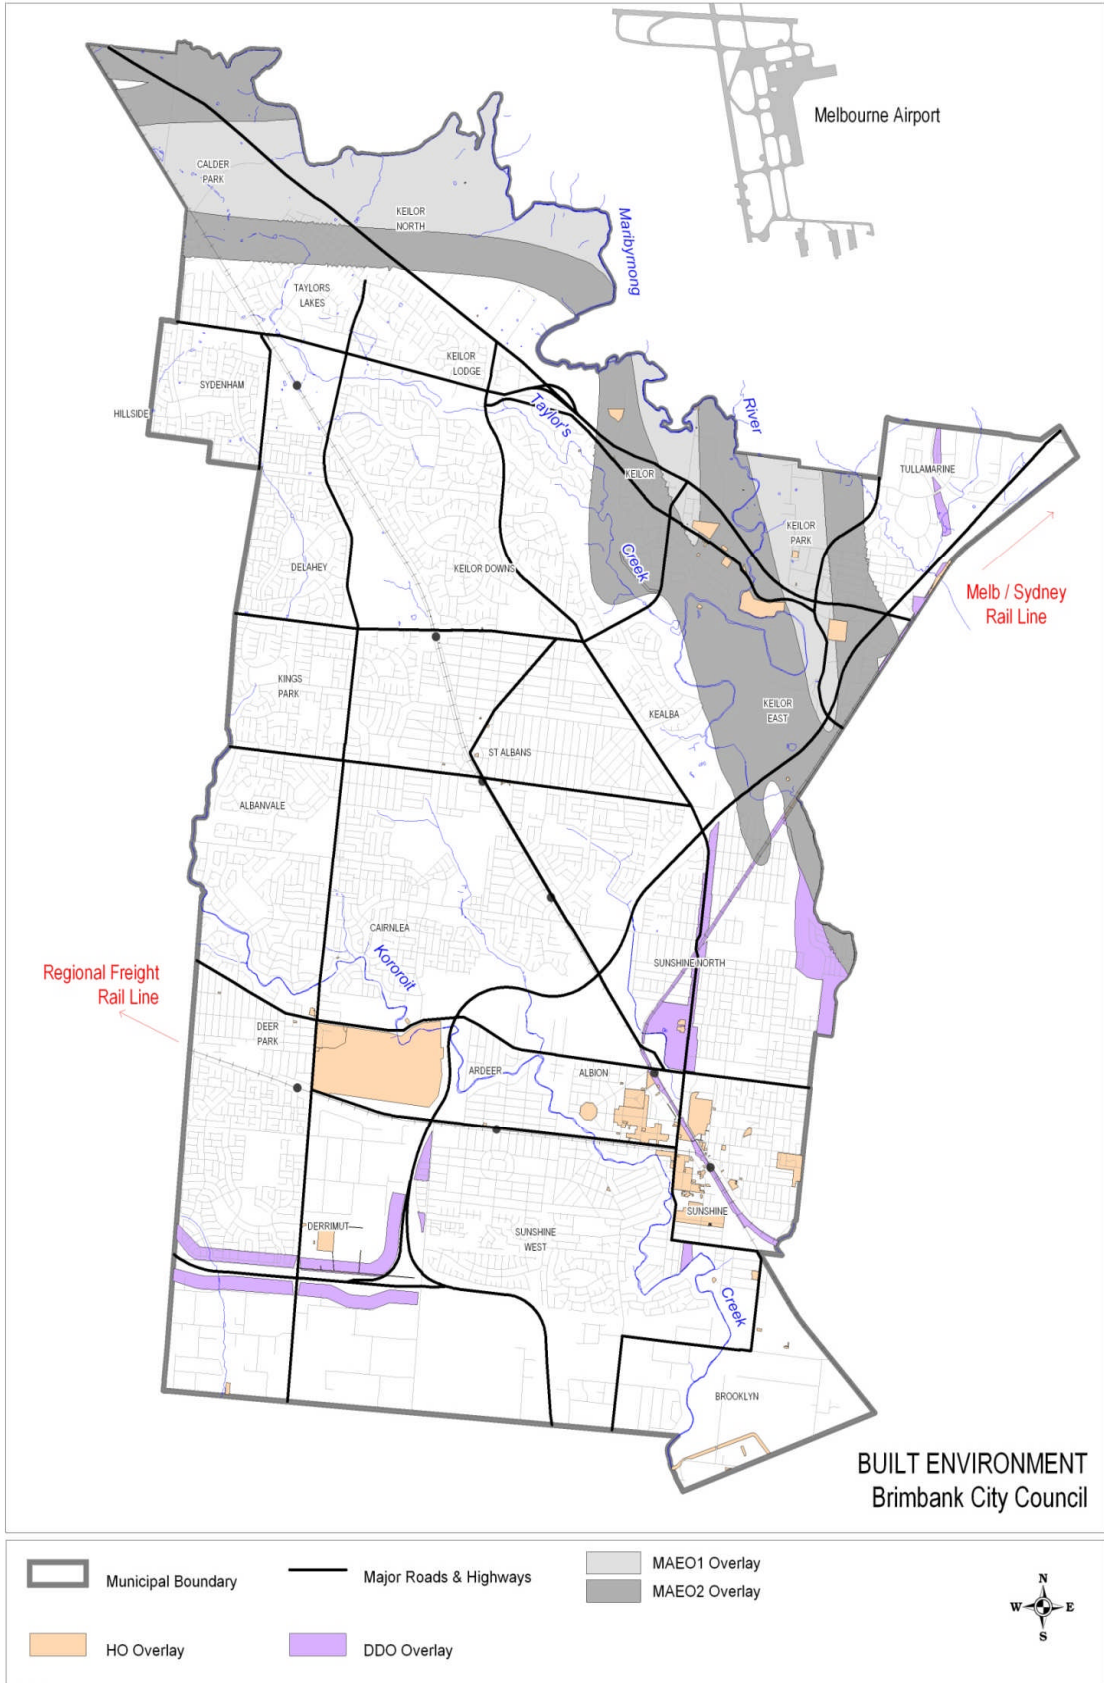 Melbourne Airport
CALDER
PARK
KEILOR
NORTH
Maribyrnong
TAYLORS
LAKES
KEILOR
LODGE
SYDENHAM
HILLSIDE
Taylor's
River
KEILOR
TULLAMARINE
KEILOR
PARK
Creek
DELAHEY
KEILOR DOWNS
Melb / Sydney
Rail Line
KINGS
PARK
KEALBA
KEILOR
EAST
ST ALBANS
ALBANVALE
CAIRNLEA
Kororoit
SUNSHINE NORTH
Regional Freight
Rail Line
DEER
PARK
ARDEER
ALBION
SUNSHINE
DERRIMUT
SUNSHINE
WEST
Creek
BROOKLYN
BUILT ENVIRONMENT
Brimbank City Council
Municipal Boundary
Major Roads & Highways
MAEO1 Overlay
MAEO2 Overlay
HO Overlay
DDO Overlay
N
W E
S